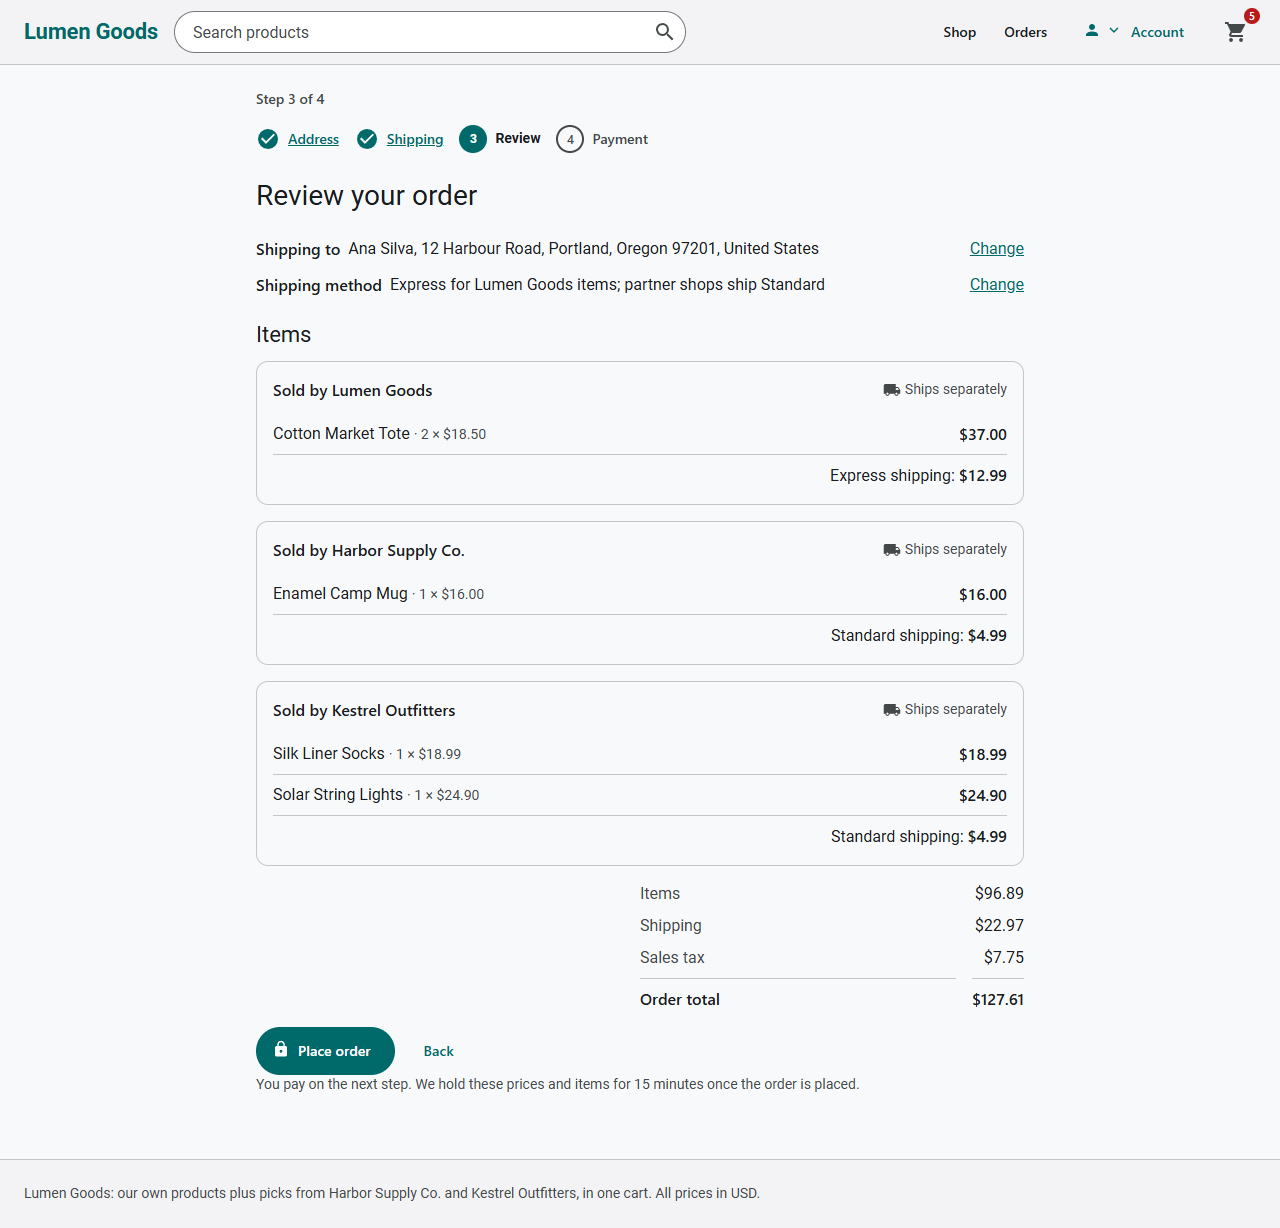 Lumen Goods
Search products
Shop
Orders
Account
5
Step 3 of 4
Address
Shipping
3
Review
4
Payment
Review your order
Shipping to Ana Silva, 12 Harbour Road, Portland, Oregon 97201, United States
Change
Shipping method Express for Lumen Goods items; partner shops ship Standard
Change
Items
Sold by Lumen Goods
Ships separately
Cotton Market Tote · 2 × $18.50
$37.00
Express shipping: $12.99
Sold by Harbor Supply Co.
Ships separately
Enamel Camp Mug · 1 × $16.00
$16.00
Standard shipping: $4.99
Sold by Kestrel Outfitters
Ships separately
Silk Liner Socks · 1 × $18.99
$18.99
Solar String Lights · 1 × $24.90
$24.90
Standard shipping: $4.99
Items
$96.89
Shipping
$22.97
Sales tax
$7.75
Order total
$127.61
Place order
Back
You pay on the next step. We hold these prices and items for 15 minutes once the order is placed.
Lumen Goods: our own products plus picks from Harbor Supply Co. and Kestrel Outfitters, in one cart. All prices in USD.